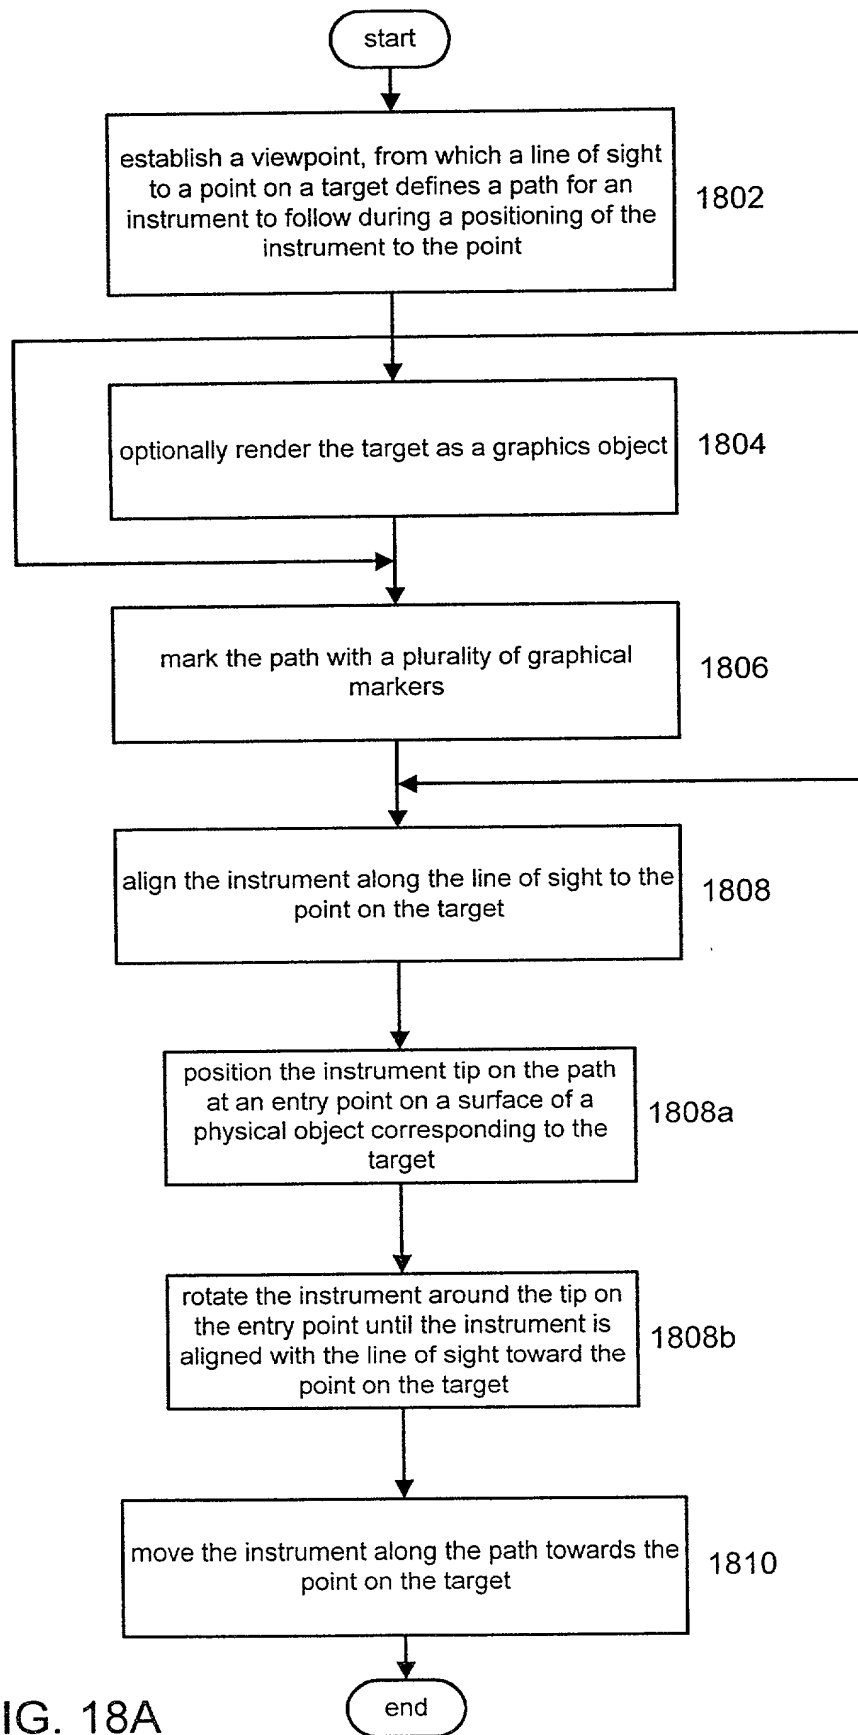 start
establish a viewpoint, from which a line of sight
to a point on a target defines a path for an
instrument to follow during a positioning of the
instrument to the point
1802
optionally render the target as a graphics object
1804
mark the path with a plurality of graphical
markers
1806
align the instrument along the line of sight to the
point on the target
1808
position the instrument tip on the path
at an entry point on a surface of a
physical object corresponding to the
target
1808a
rotate the instrument around the tip on
the entry point until the instrument is
aligned with the line of sight toward the
point on the target
1808b
move the instrument along the path towards the
point on the target
1810
end
IG. 18A